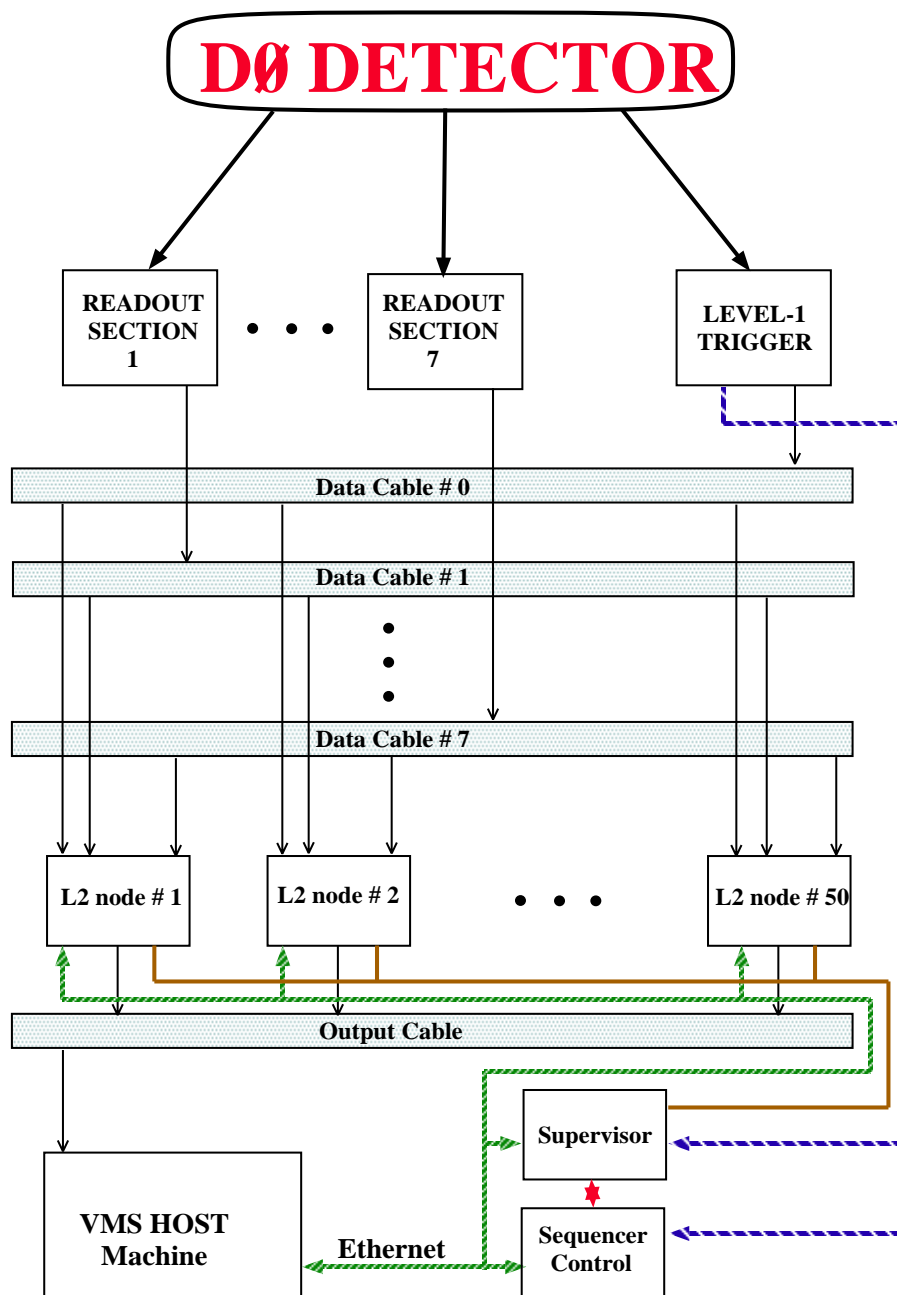 DØ DETECTOR
READOUT
SECTION
1
READOUT
SECTION
7
LEVEL-1
TRIGGER
Data Cable # 0
Data Cable # 1
Data Cable # 7
L2 node # 1
L2 node # 2
L2 node # 50
Output Cable
Supervisor
VMS HOST
Machine
Ethernet
Sequencer
Control